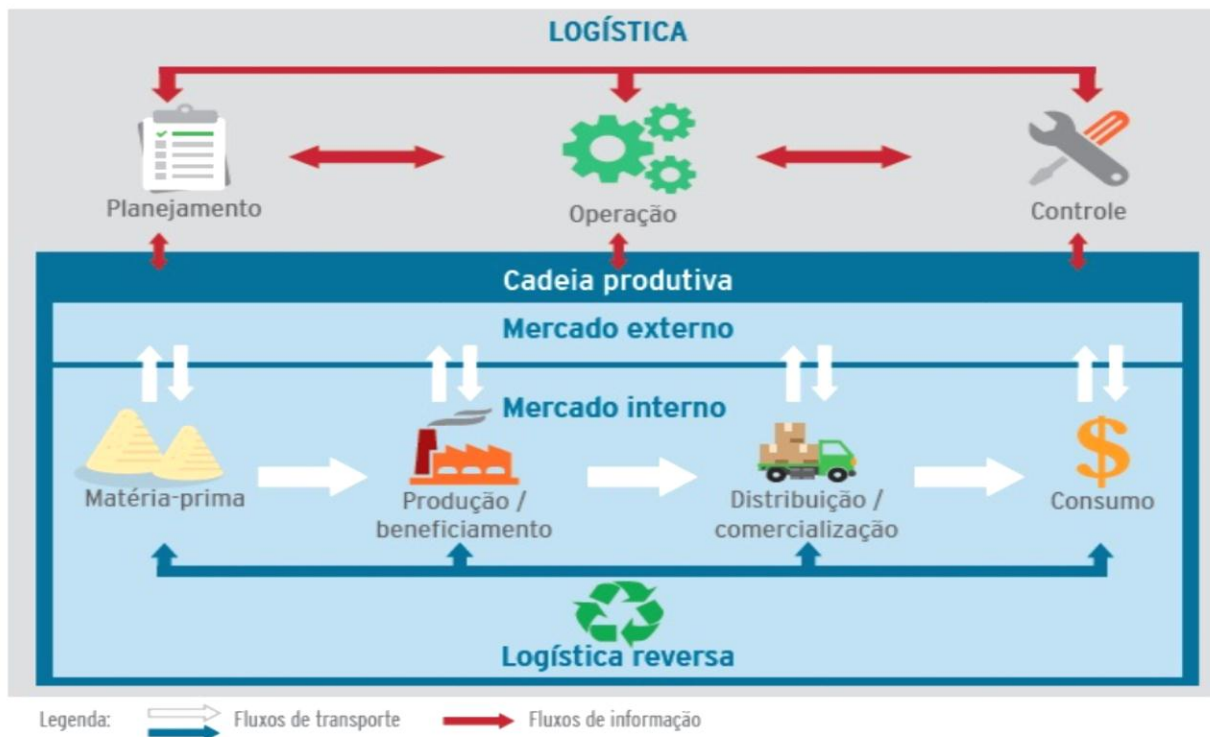 LOGÍSTICA
Planejamento
Operação
Controle
Cadeia produtiva
Mercado externo
Mercado interno
Matéria-prima
Produção /
beneficiamento
Distribuição /
comercialização
Consumo
Logística reversa
Legenda:
Fluxos de transporte
Fluxos de informação